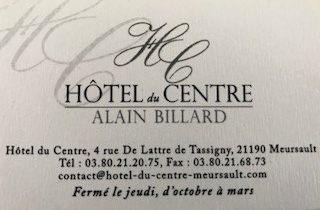 HC
HÔTEL du CENTRE
ALAIN BILLARD
Hôtel du Centre, 4 rue De Lattre de Tassigny, 21190 Meursault
Tél : 03.80.21.20.75, Fax : 03.80.21.68.73
contact@hotel-du-centre-meursault.com
Fermé le jeudi, d'octobre à mars